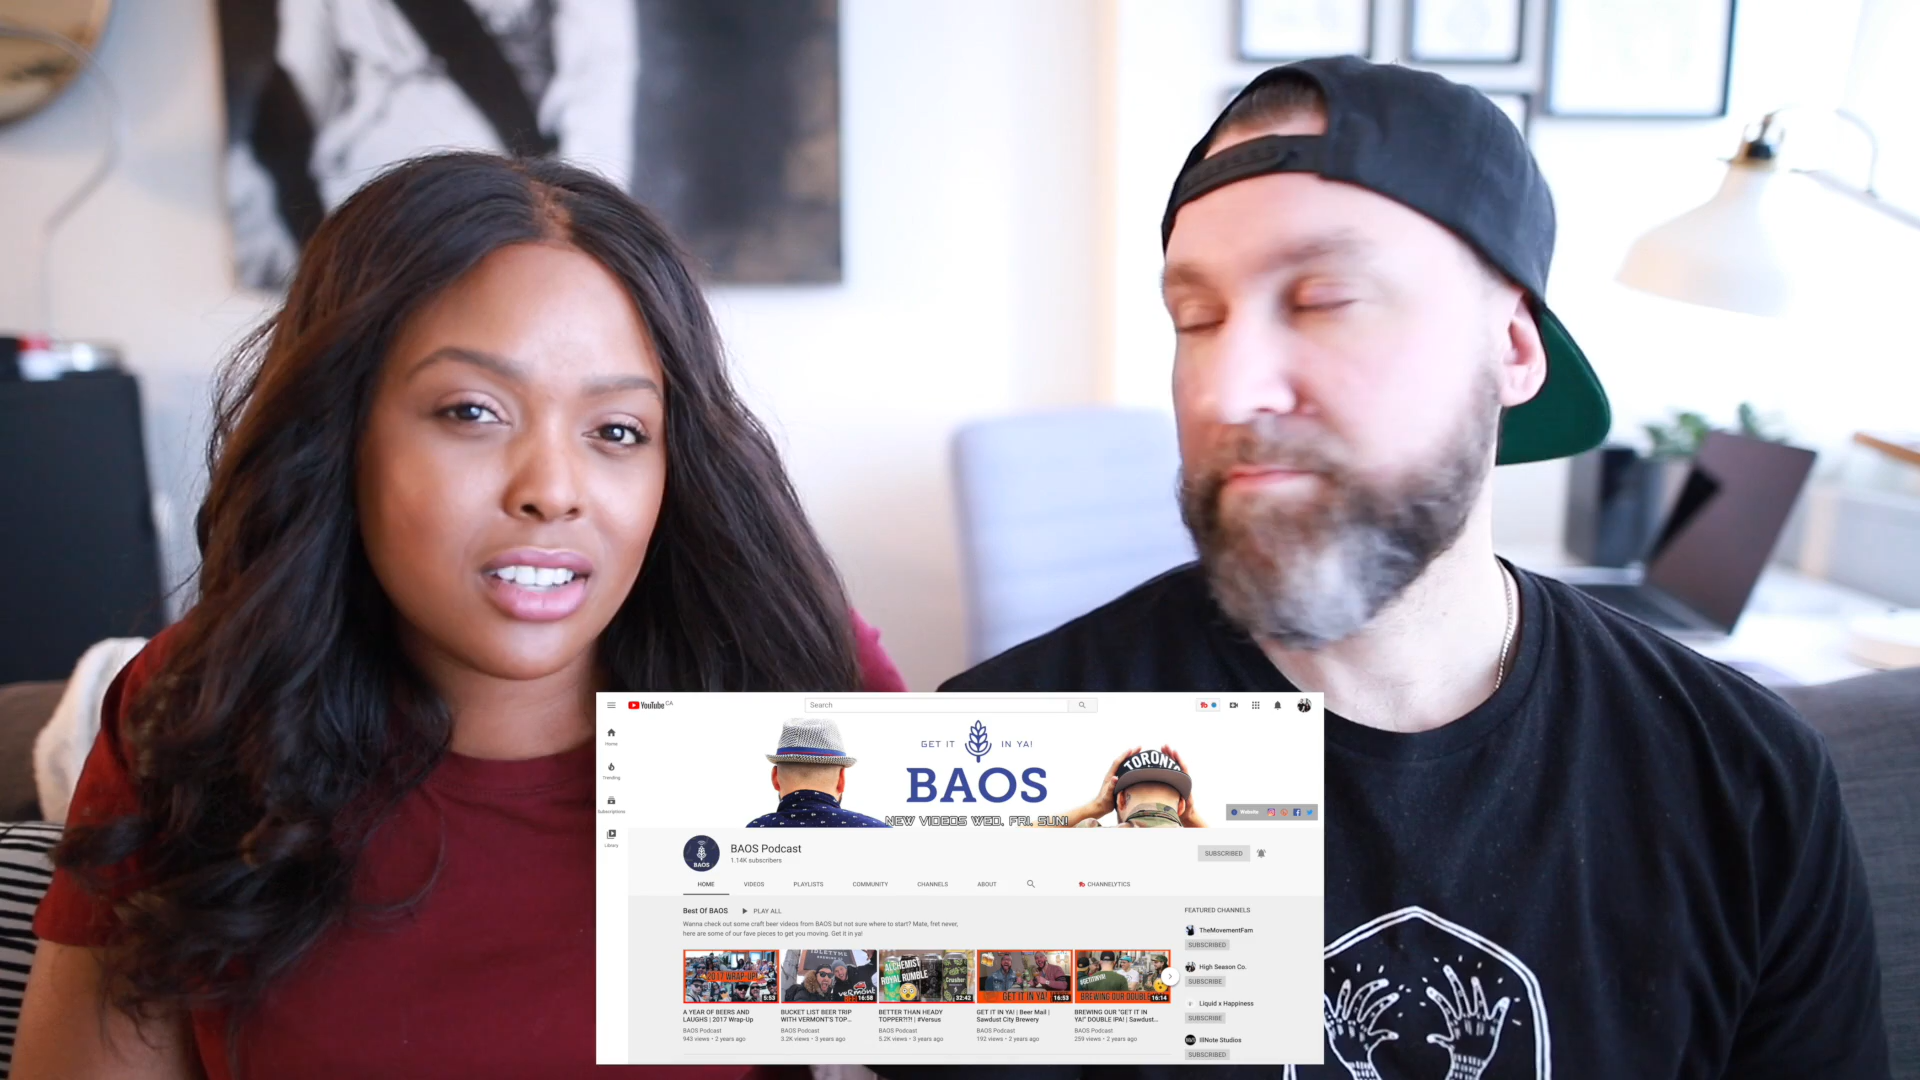 YouTube CA
Search
Home
Trending
Subscriptions
Library
GET IT IN YA!
BAOS
NEW VIDEOS WED, FRI, SUN!
TORONTO
Website
BAOS
BAOS Podcast
1.14K subscribers
SUBSCRIBED
HOME VIDEOS PLAYLISTS COMMUNITY CHANNELS ABOUT CHANNELYTICS
Best Of BAOS PLAY ALL
Wanna check out some craft beer videos from BAOS but not sure where to start? Mate, fret never,
here are some of our fave pieces to get you moving. Get it in ya!
2017 WRAP-UP!
5:53
A YEAR OF BEERS AND
LAUGHS | 2017 Wrap-Up
BAOS Podcast
943 views • 2 years ago
vermont
16:58
BUCKET LIST BEER TRIP
WITH VERMONT'S TOP...
BAOS Podcast
3.2K views • 3 years ago
ALCHEMIST
ROYAL RUMBLE
Crusher
32:42
BETTER THAN HEADY
TOPPER?!?! | #Versus
BAOS Podcast
5.2K views • 3 years ago
GET IT IN YA!
16:53
GET IT IN YA! | Beer Mail |
Sawdust City Brewery
BAOS Podcast
192 views • 2 years ago
BREWING OUR DOUBLE
16:14
BREWING OUR "GET IT IN
YA!" DOUBLE IPA! | Sawdust...
BAOS Podcast
259 views • 2 years ago
FEATURED CHANNELS
TheMovementFam
SUBSCRIBED
High Season Co.
SUBSCRIBE
Liquid x Happiness
SUBSCRIBE
IllNote Studios
SUBSCRIBED